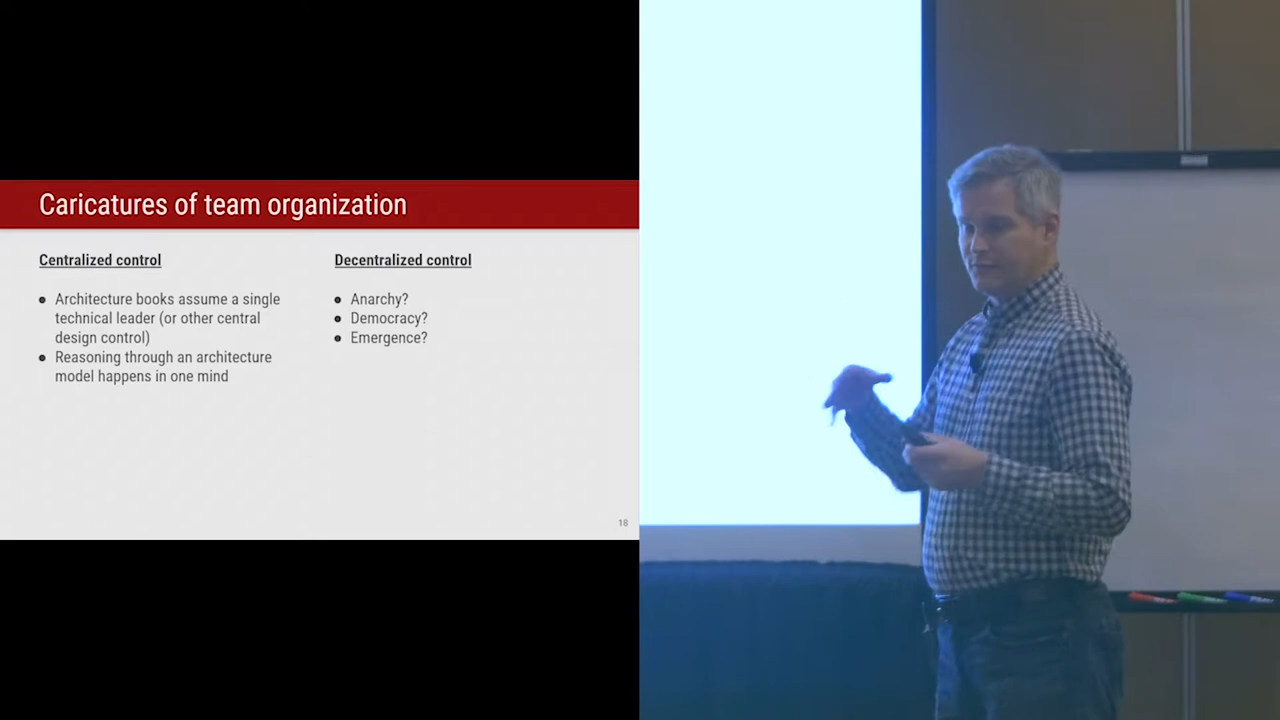 Caricatures of team organization
Centralized control
● Architecture books assume a single
technical leader (or other central
design control)
● Reasoning through an architecture
model happens in one mind
Decentralized control
● Anarchy?
● Democracy?
● Emergence?
18